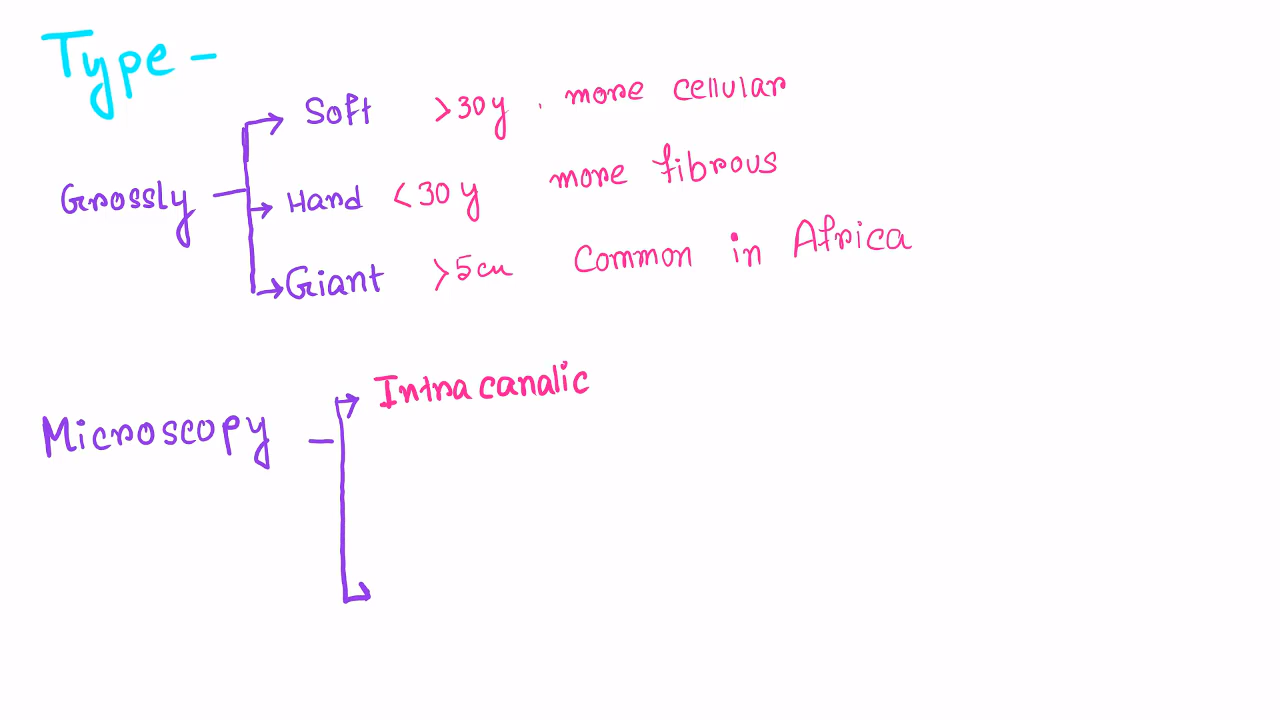 Type -
Soft >30y . more cellular
Grossly Hard <30y more fibrous
Giant >5cm Common in Africa
Intracanalic
Microscopy